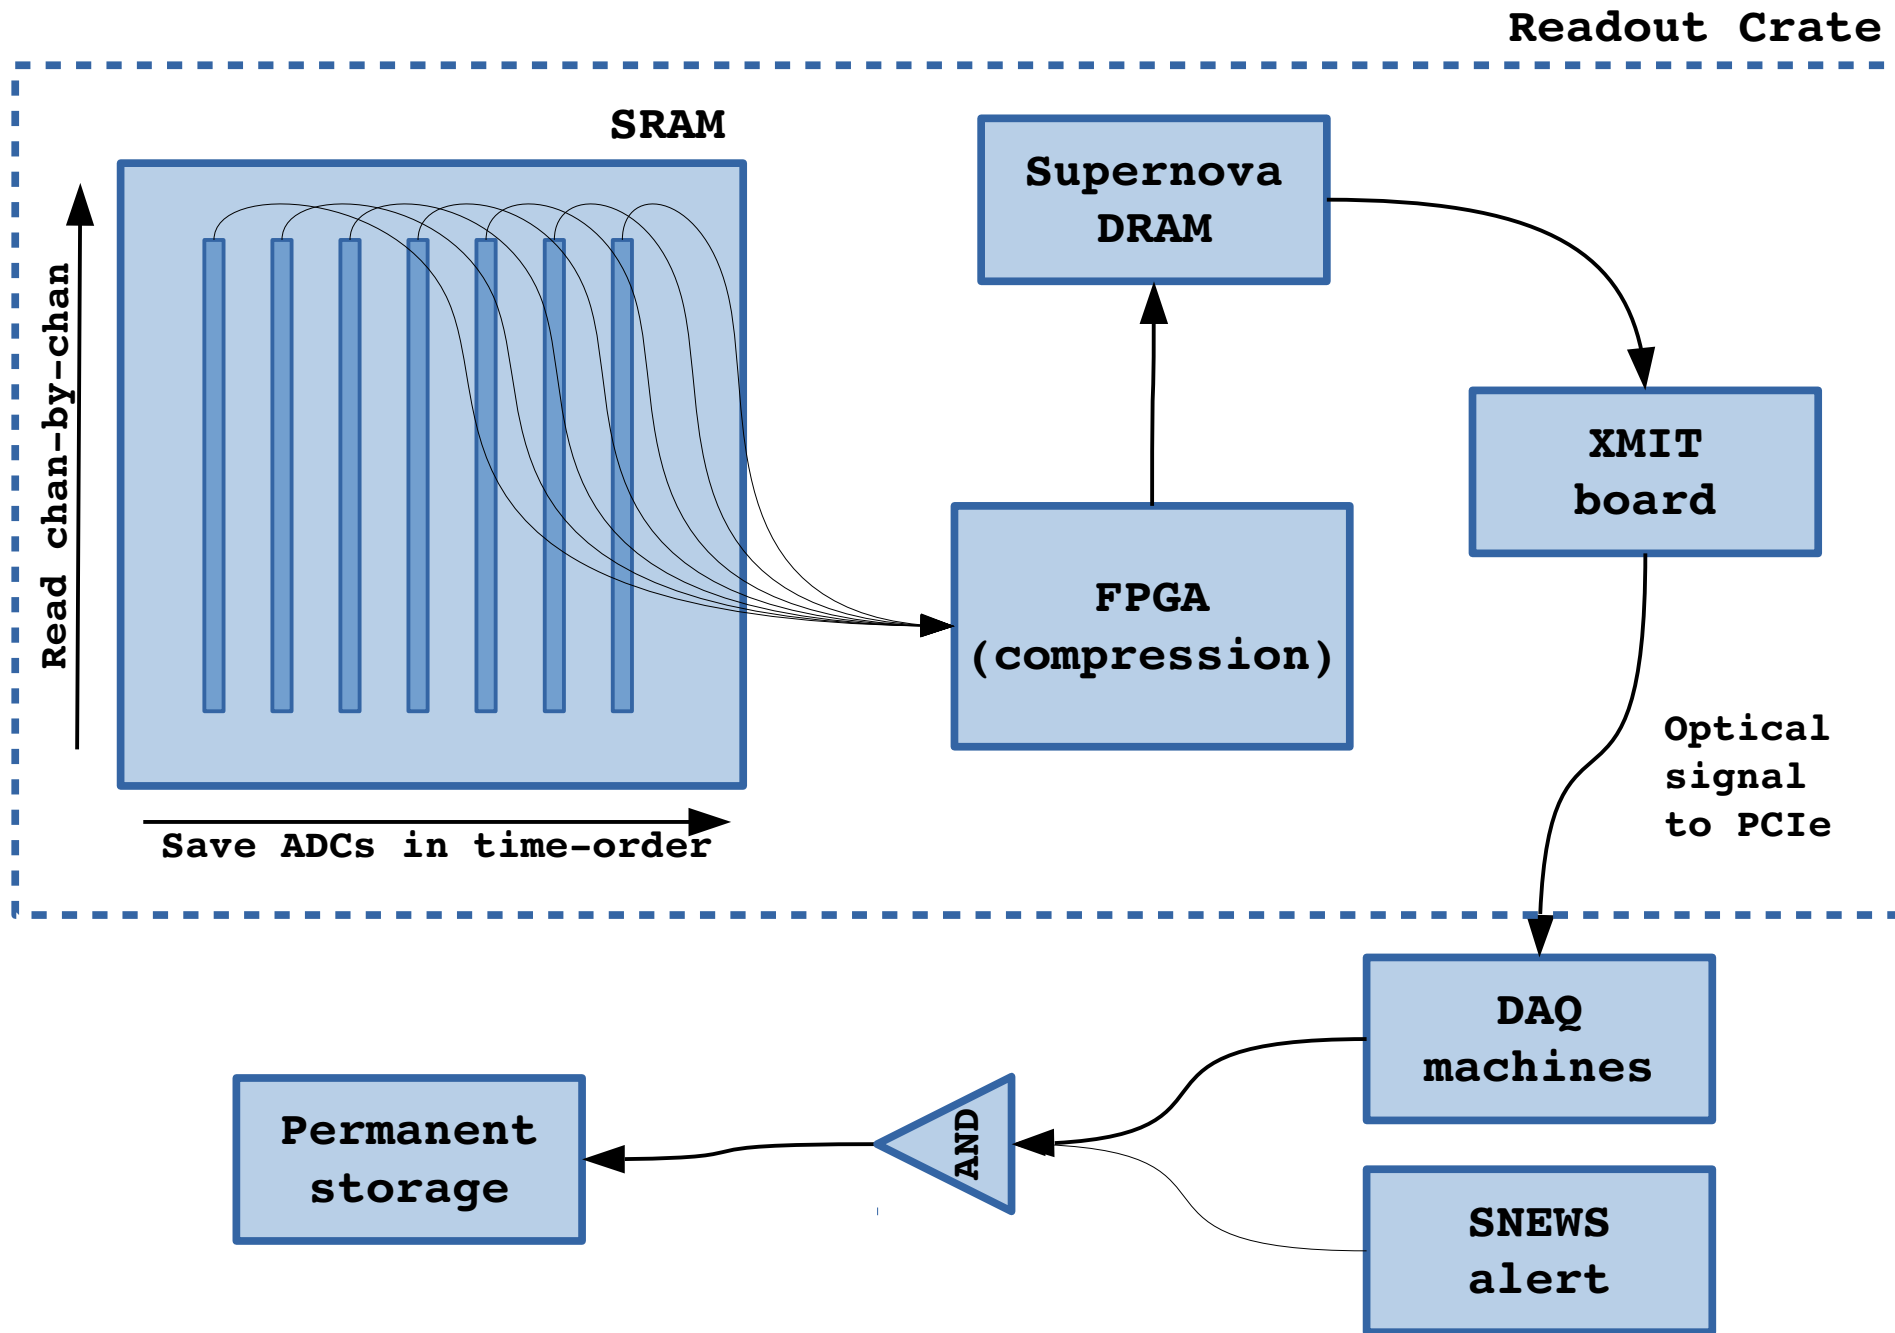 Readout Crate
SRAM
Read chan-by-chan
Save ADCs in time-order
Supernova
DRAM
FPGA
(compression)
XMIT
board
Optical
signal
to PCIe
DAQ
machines
SNEWS
alert
AND
Permanent
storage